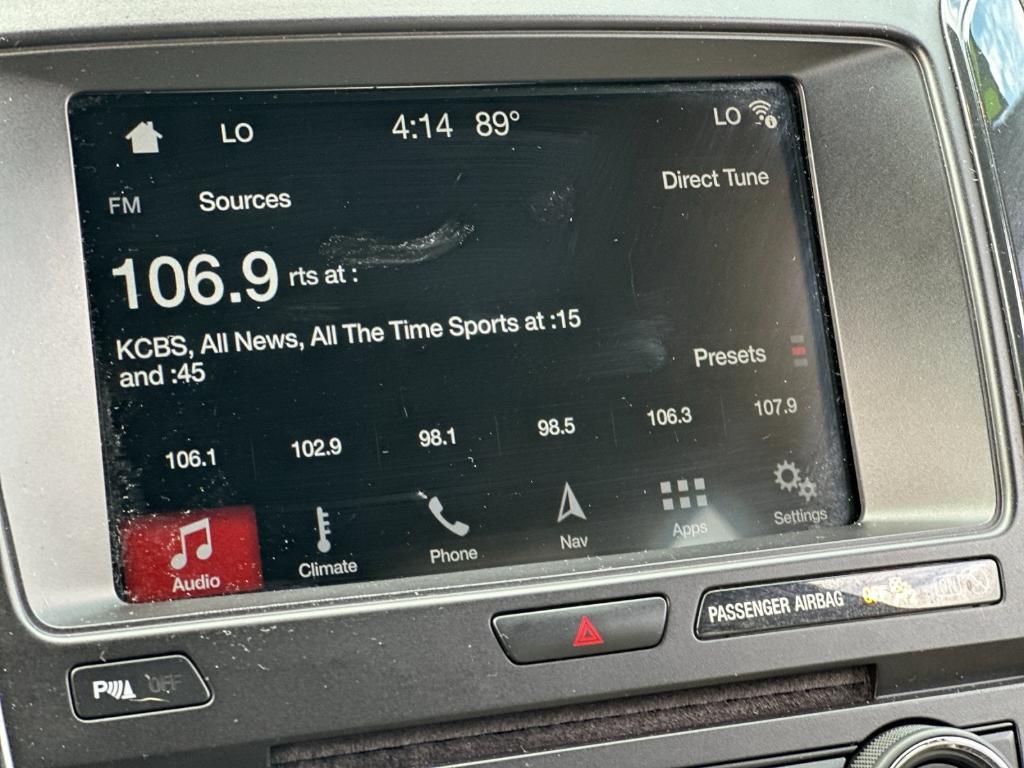 LO 4:14 89° LO
FM Sources Direct Tune
106.9 rts at :
KCBS, All News, All The Time Sports at :15
and :45
Presets
106.1 102.9 98.1 98.5 106.3 107.9
Audio Climate Phone Nav Apps Settings
PASSENGER AIRBAG OFF
P OFF